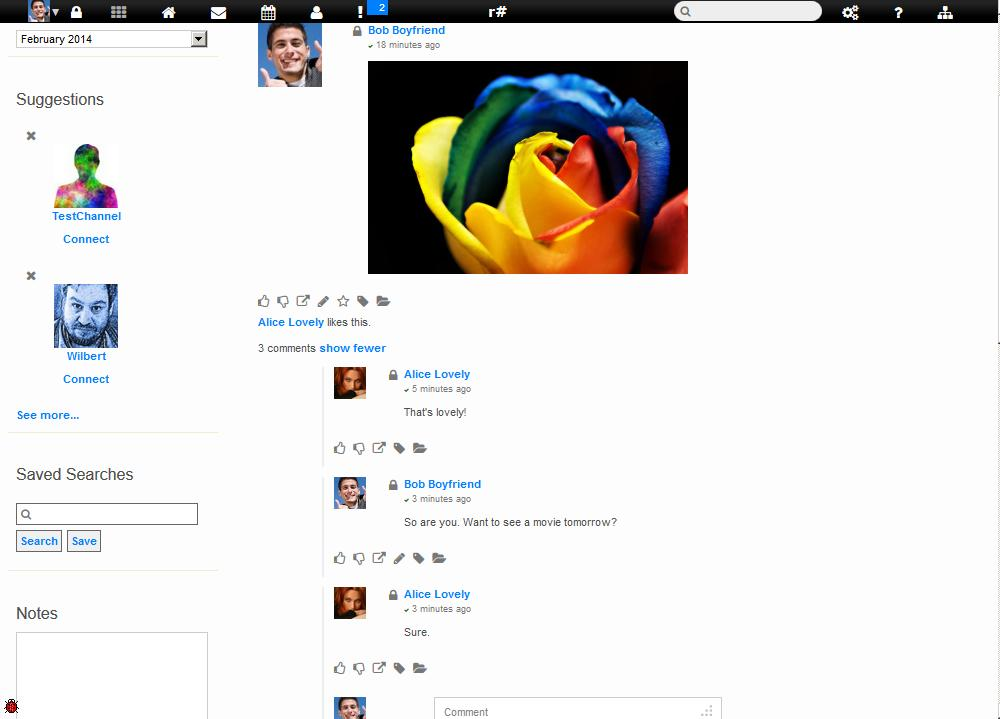 2
r#
?
February 2014
Suggestions
TestChannel
Connect
Wilbert
Connect
See more...
Saved Searches
Search Save
Notes
Bob Boyfriend
18 minutes ago
Alice Lovely likes this.
3 comments show fewer
Alice Lovely
5 minutes ago
That's lovely!
Bob Boyfriend
3 minutes ago
So are you. Want to see a movie tomorrow?
Alice Lovely
3 minutes ago
Sure.
Comment